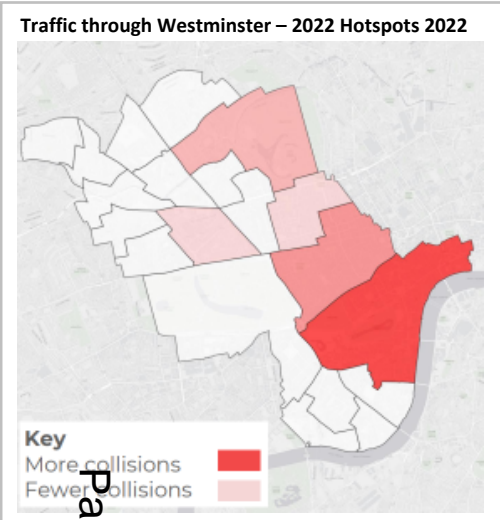 Traffic through Westminster – 2022 Hotspots 2022
Key
More collisions
Fewer collisions
Pa